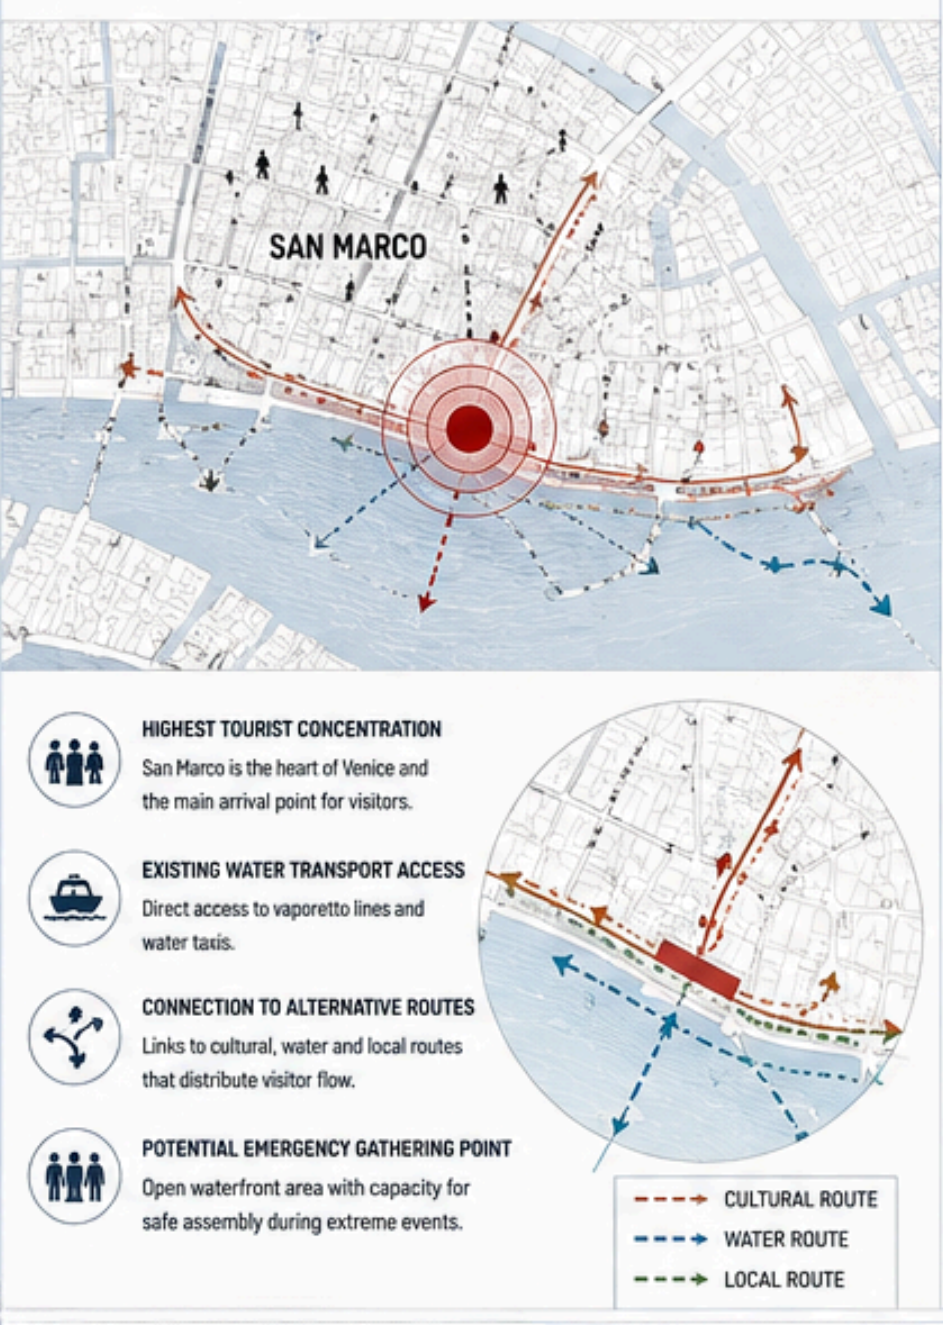 SAN MARCO
HIGHEST TOURIST CONCENTRATION
San Marco is the heart of Venice and
the main arrival point for visitors.
EXISTING WATER TRANSPORT ACCESS
Direct access to vaporetto lines and
water taxis.
CONNECTION TO ALTERNATIVE ROUTES
Links to cultural, water and local routes
that distribute visitor flow.
POTENTIAL EMERGENCY GATHERING POINT
Open waterfront area with capacity for
safe assembly during extreme events.
CULTURAL ROUTE
WATER ROUTE
LOCAL ROUTE